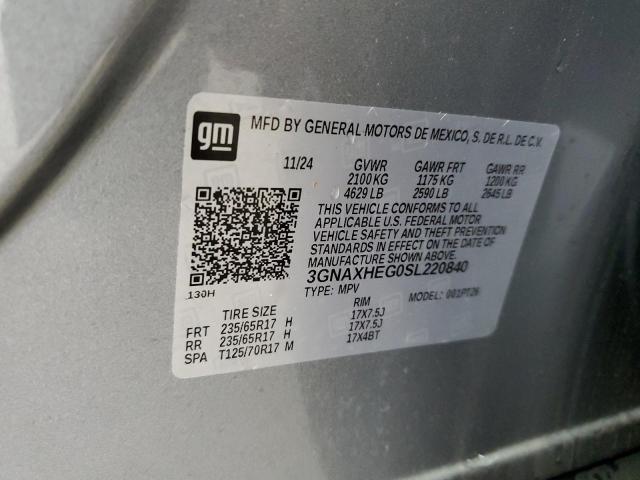 gm MFD BY GENERAL MOTORS DE MEXICO, S. DE R.L. DE C.V.
11/24 GVWR GAWR FRT GAWR RR
2100 KG 1175 KG 1200 KG
4629 LB 2590 LB 2645 LB
THIS VEHICLE CONFORMS TO ALL
APPLICABLE U.S. FEDERAL MOTOR
VEHICLE SAFETY AND THEFT PREVENTION
STANDARDS IN EFFECT ON THE DATE OF
MANUFACTURE SHOWN ABOVE.
3GNAXHEG0SL220840
130H TYPE: MPV MODEL: 001PT26
TIRE SIZE RIM
FRT 235/65R17 H 17X7.5J
RR 235/65R17 H 17X7.5J
SPA T125/70R17 M 17X4BT